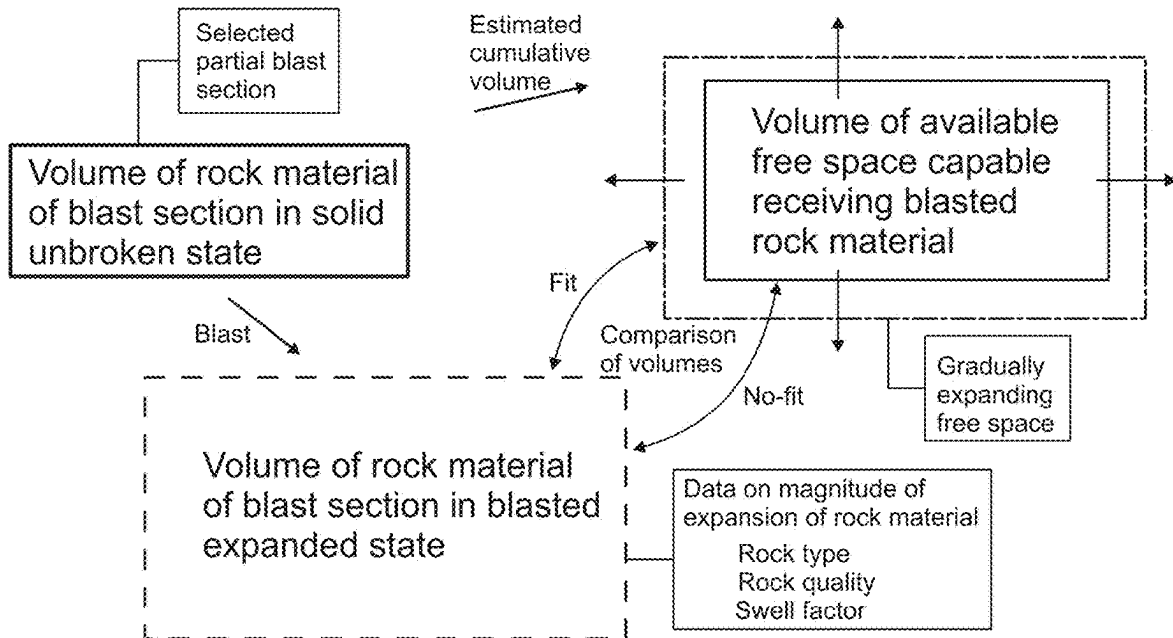 Selected
partial blast
section
Estimated
cumulative
volume
Volume of rock material
of blast section in solid
unbroken state
Volume of available
free space capable
receiving blasted
rock material
Fit
Blast
Comparison
of volumes
No-fit
Gradually
expanding
free space
Volume of rock material
of blast section in blasted
expanded state
Data on magnitude of
expansion of rock material
Rock type
Rock quality
Swell factor